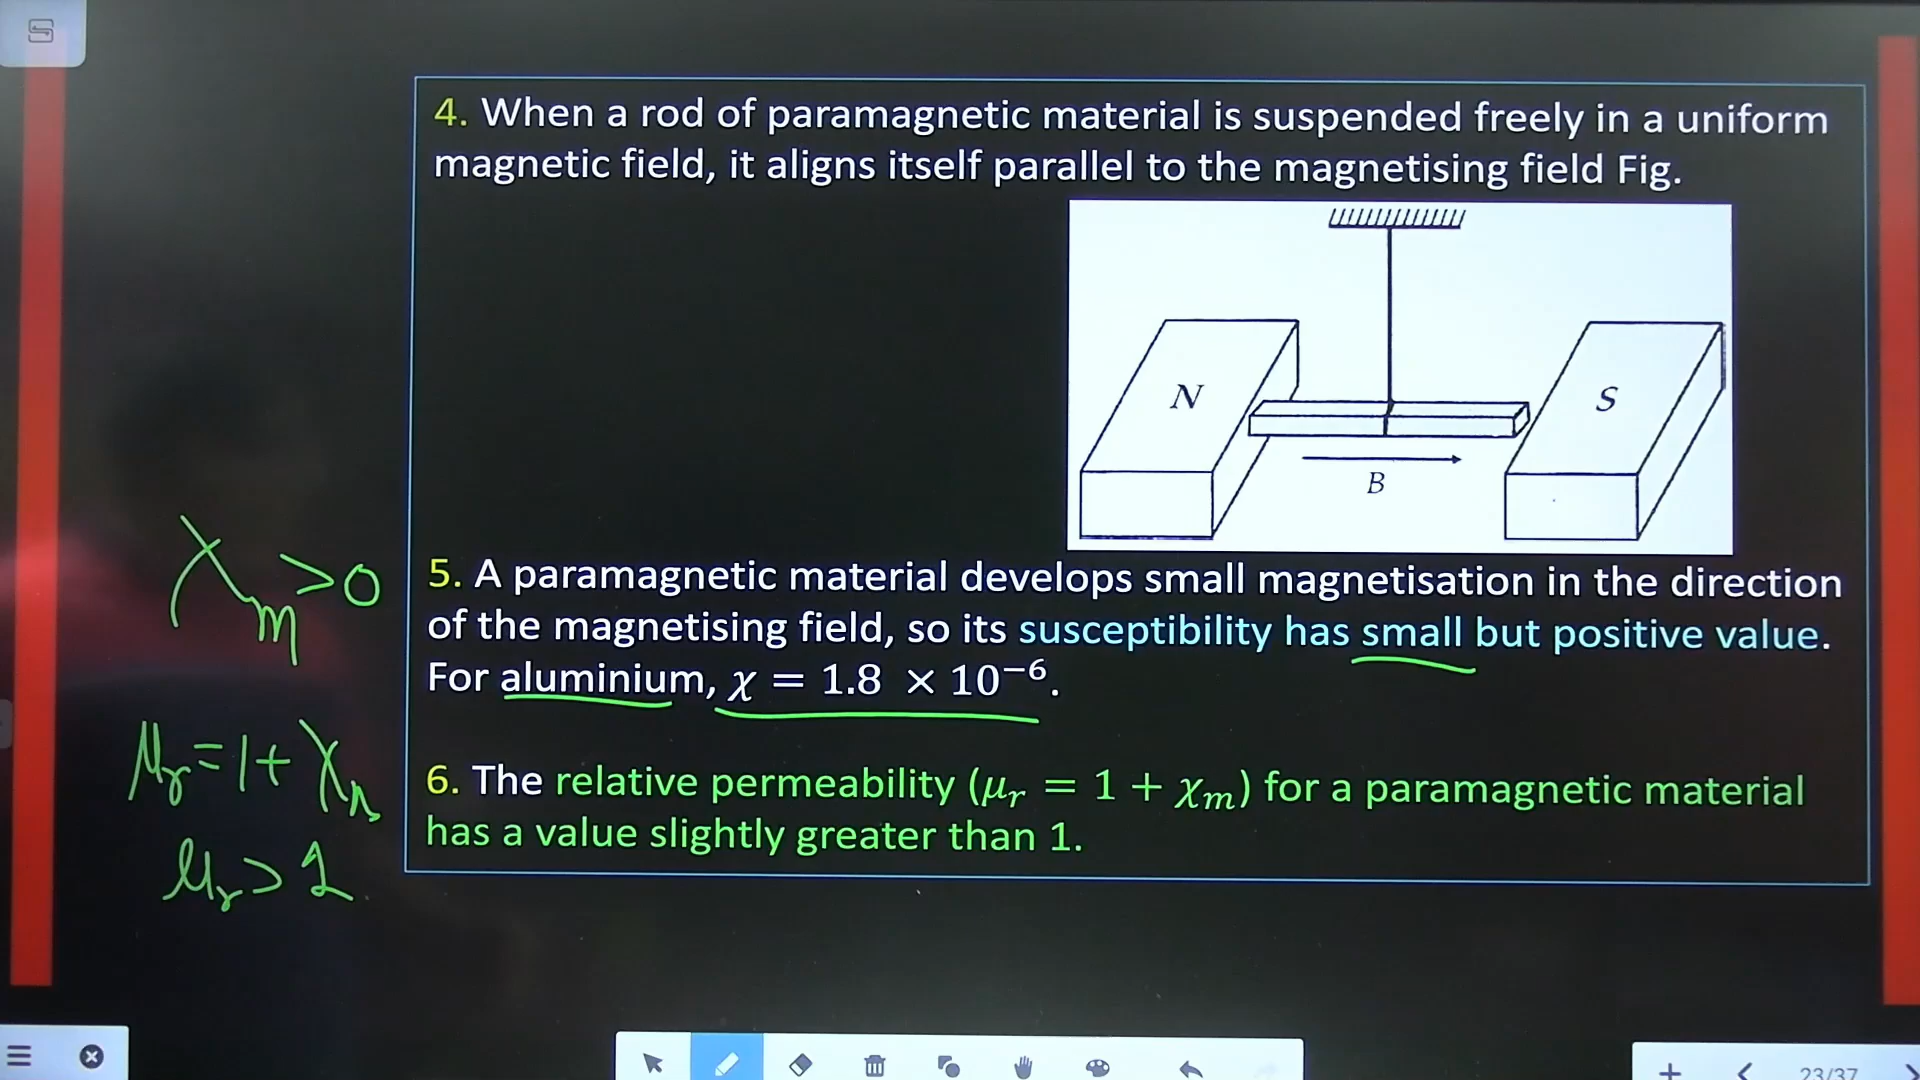 4. When a rod of paramagnetic material is suspended freely in a uniform
magnetic field, it aligns itself parallel to the magnetising field Fig.
N
S
B
5. A paramagnetic material develops small magnetisation in the direction
of the magnetising field, so its susceptibility has small but positive value.
For aluminium, χ = 1.8 × 10⁻⁶.
6. The relative permeability (μᵣ = 1 + χₘ) for a paramagnetic material
has a value slightly greater than 1.
χₘ > 0
μᵣ = 1 + χₘ
μᵣ > 1
23/37